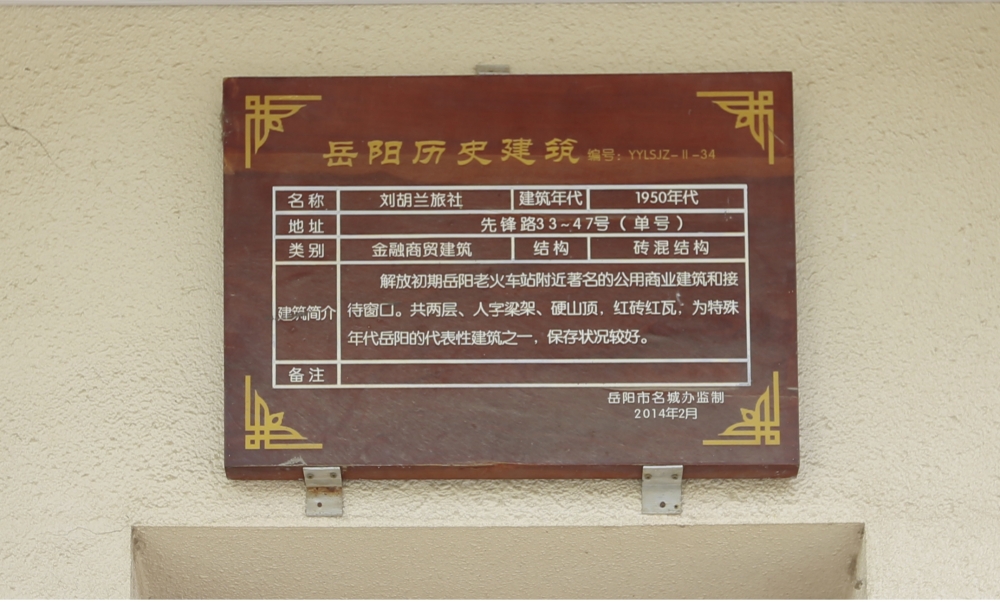 岳阳历史建筑 编号：YYLSJZ-Ⅱ-34
名称 刘胡兰旅社 建筑年代 1950年代
地址 先锋路33~47号（单号）
类别 金融商贸建筑 结构 砖混结构
建筑简介 解放初期岳阳老火车站附近著名的公用商业建筑和接
待窗口。共两层、人字梁架、硬山顶，红砖红瓦，为特殊
年代岳阳的代表性建筑之一，保存状况较好。
备注
岳阳市名城办监制
2014年2月